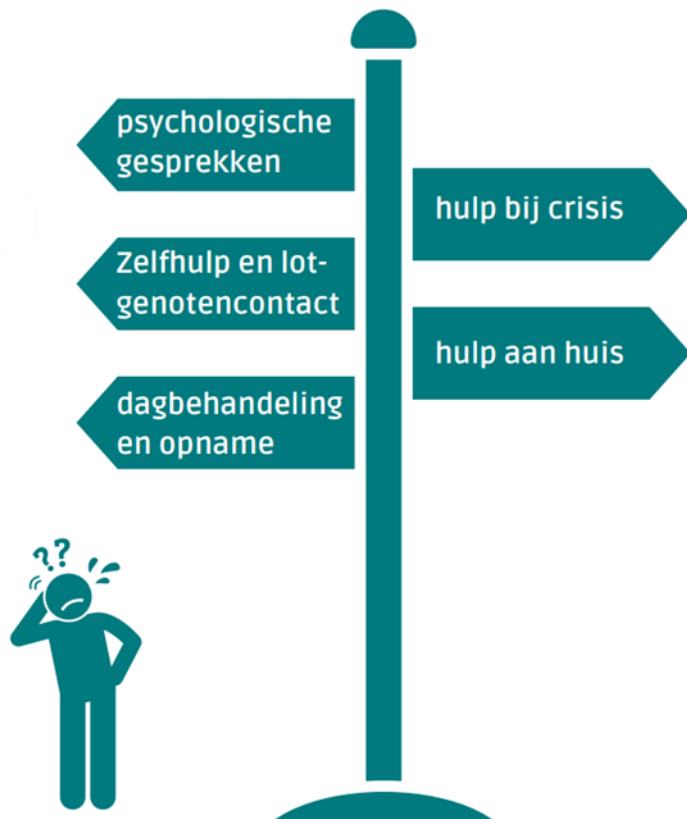 psychologische
gesprekken
hulp bij crisis
Zelfhulp en lot-
genotencontact
hulp aan huis
dagbehandeling
en opname
??